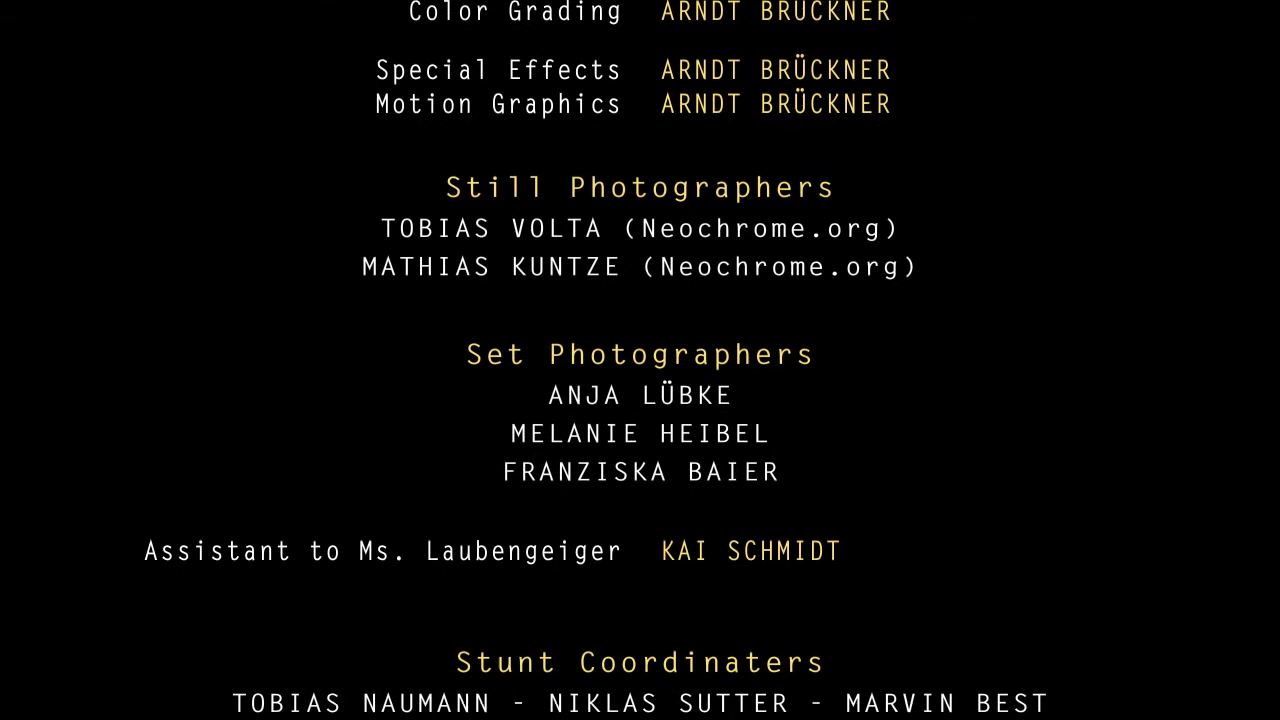 Color Grading ARNDT BRÜCKNER
Special Effects ARNDT BRÜCKNER
Motion Graphics ARNDT BRÜCKNER
Still Photographers
TOBIAS VOLTA (Neochrome.org)
MATHIAS KUNTZE (Neochrome.org)
Set Photographers
ANJA LÜBKE
MELANIE HEIBEL
FRANZISKA BAIER
Assistant to Ms. Laubengeiger KAI SCHMIDT
Stunt Coordinaters
TOBIAS NAUMANN - NIKLAS SUTTER - MARVIN BEST